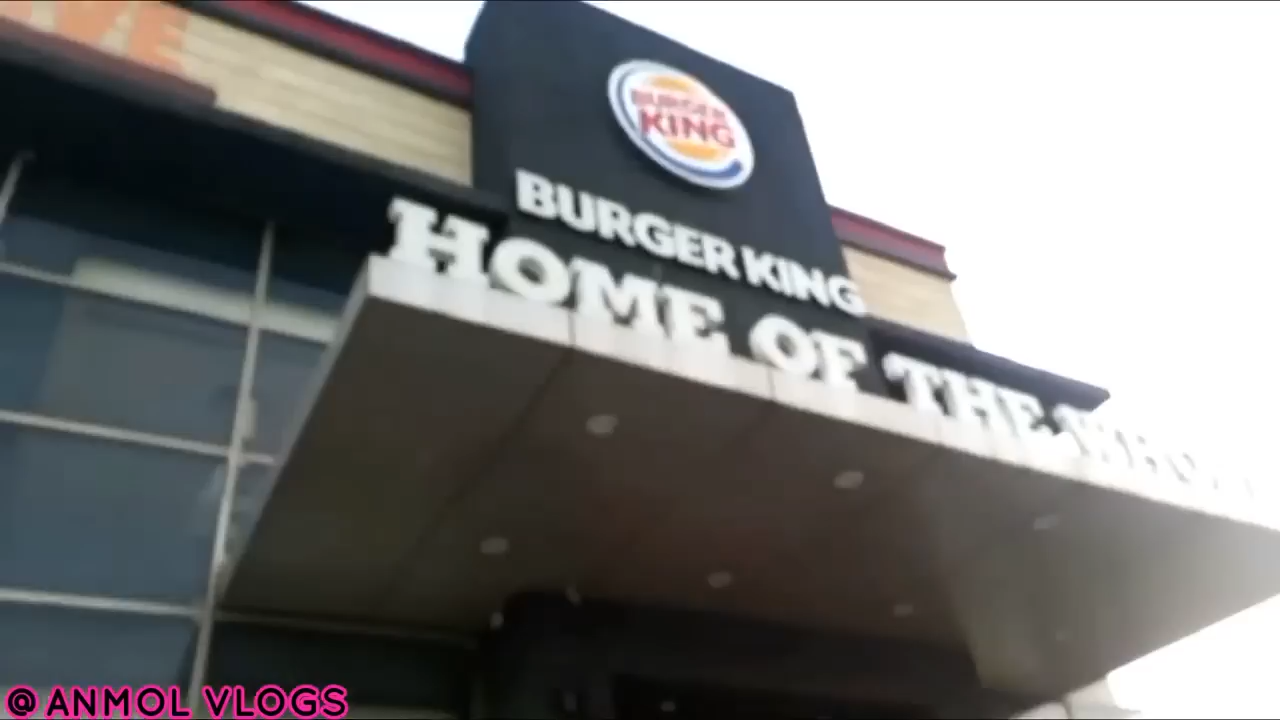 BURGER
KING
BURGER KING
HOME OF THE
@ ANMOL VLOGS